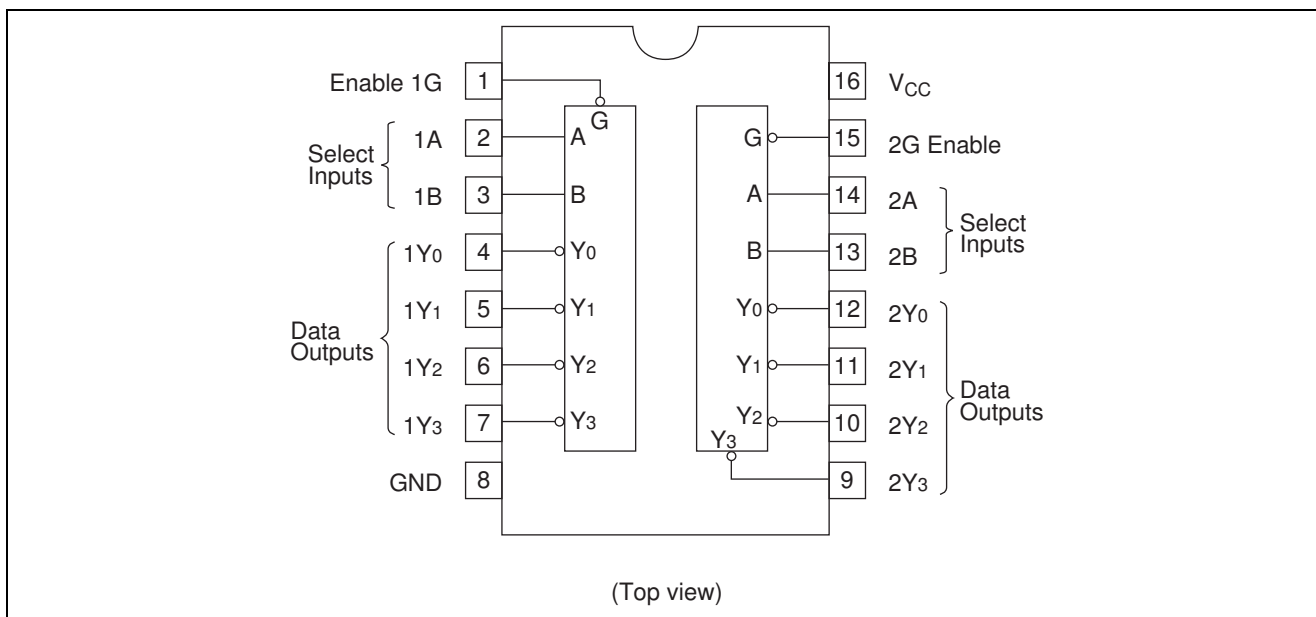 Enable 1G 1
1A 2
1B 3
Select
Inputs
1Y0 4
1Y1 5
1Y2 6
1Y3 7
Data
Outputs
GND 8
G
A
B
Y0
Y1
Y2
Y3
G
A
B
Y0
Y1
Y2
Y3
16 VCC
15 2G Enable
14 2A
13 2B
Select
Inputs
12 2Y0
11 2Y1
10 2Y2
9 2Y3
Data
Outputs
(Top view)